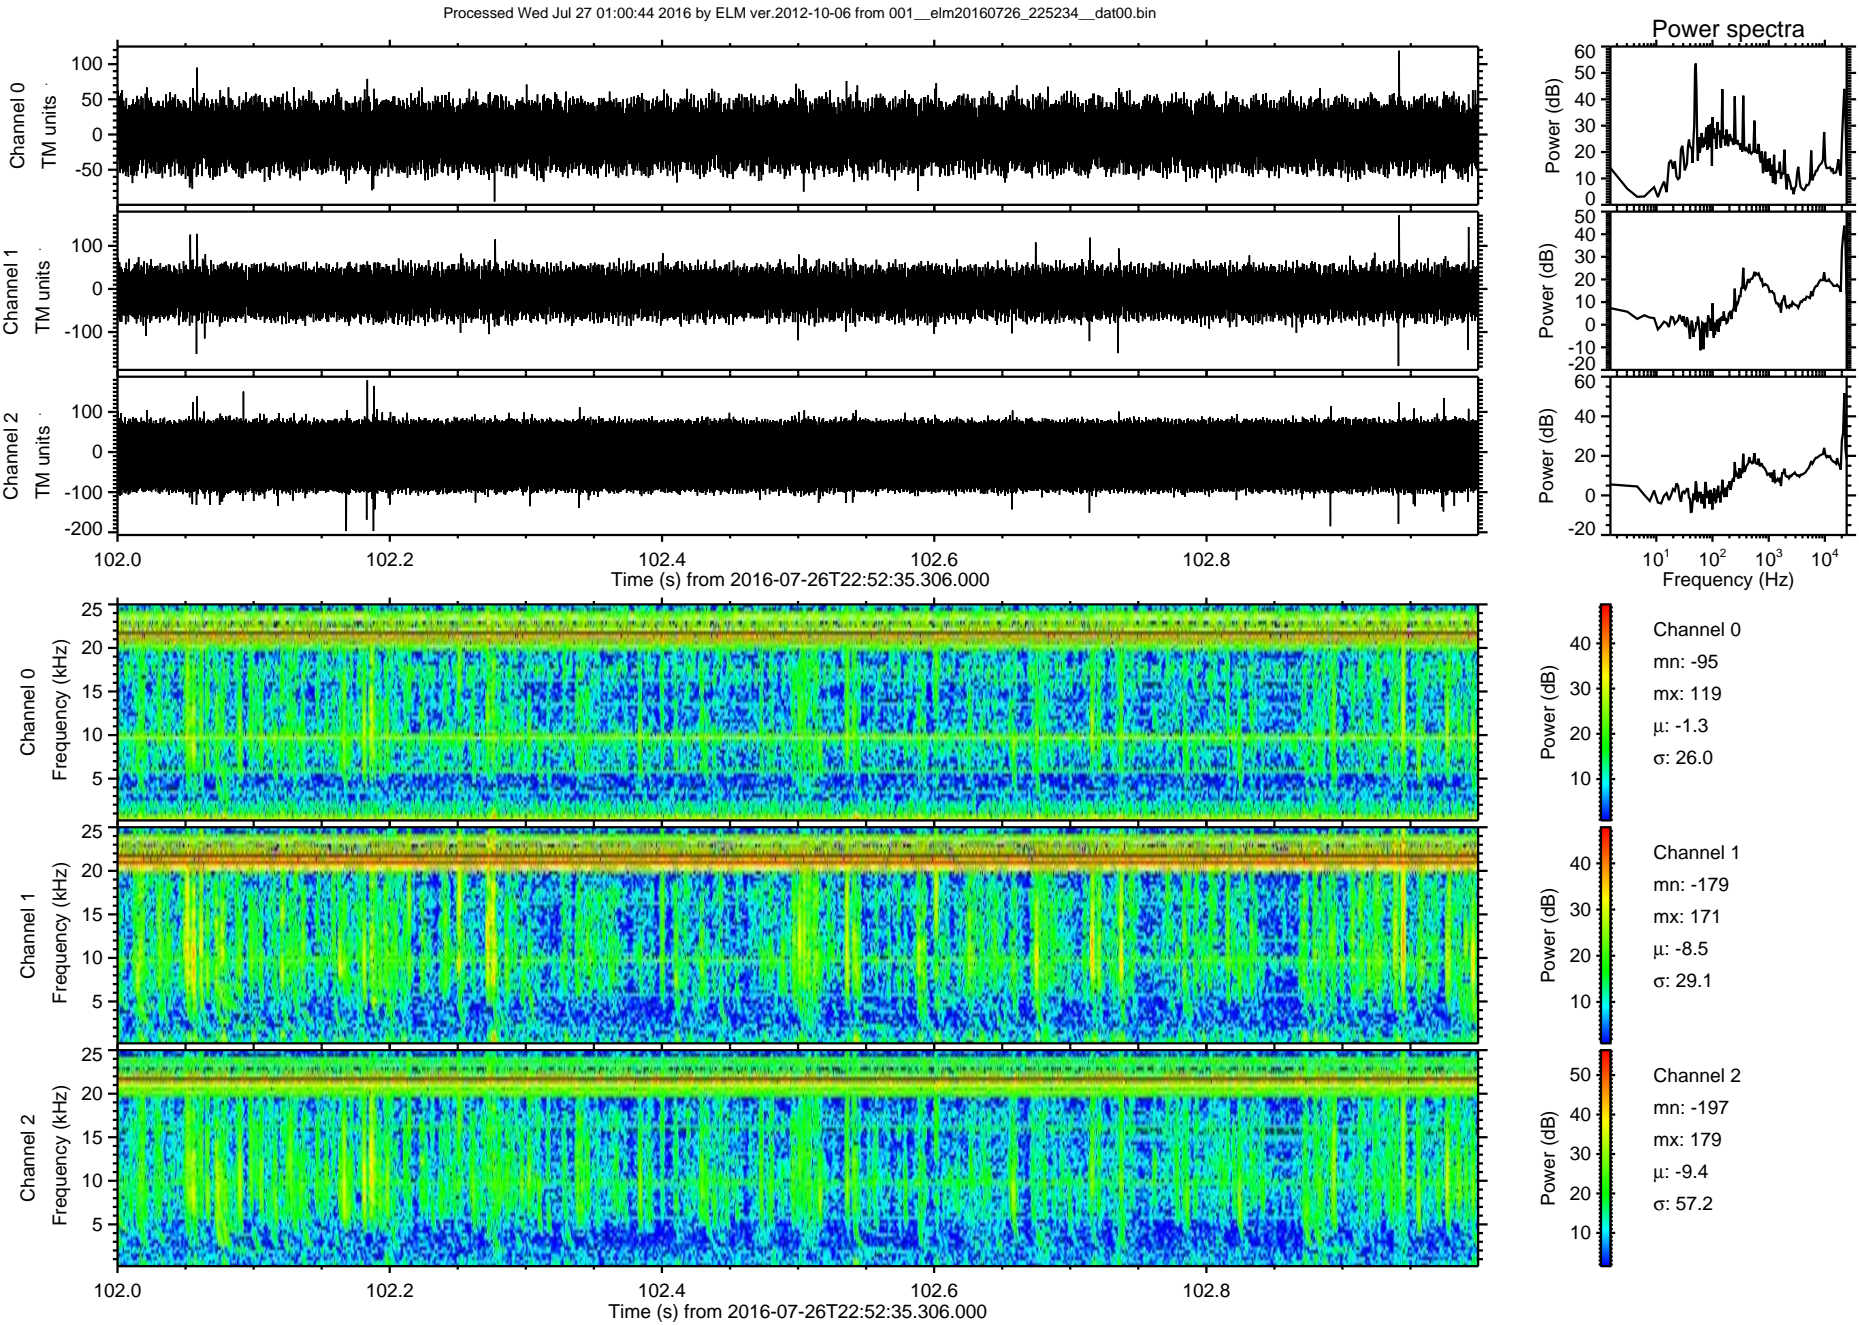 Processed Wed Jul 27 01:00:44 2016 by ELM ver.2012-10-06 from 001__elm20160726_225234__dat00.bin
Power spectra
Channel 0
TM units
100
50
0
-50
Power (dB)
60
50
40
30
20
10
0
Channel 1
TM units
100
0
-100
Power (dB)
50
40
30
20
10
0
-10
-20
Channel 2
TM units
100
0
-100
-200
Power (dB)
60
40
20
0
-20
102.0 102.2 102.4 102.6 102.8
Time (s) from 2016-07-26T22:52:35.306.000
10¹ 10² 10³ 10⁴
Frequency (Hz)
Channel 0
Frequency (kHz)
25
20
15
10
5
Power (dB)
40
30
20
10
Channel 0
mn: -95
mx: 119
μ: -1.3
σ: 26.0
Channel 1
Frequency (kHz)
25
20
15
10
5
Power (dB)
40
30
20
10
Channel 1
mn: -179
mx: 171
μ: -8.5
σ: 29.1
Channel 2
Frequency (kHz)
25
20
15
10
5
Power (dB)
50
40
30
20
10
Channel 2
mn: -197
mx: 179
μ: -9.4
σ: 57.2
102.0 102.2 102.4 102.6 102.8
Time (s) from 2016-07-26T22:52:35.306.000